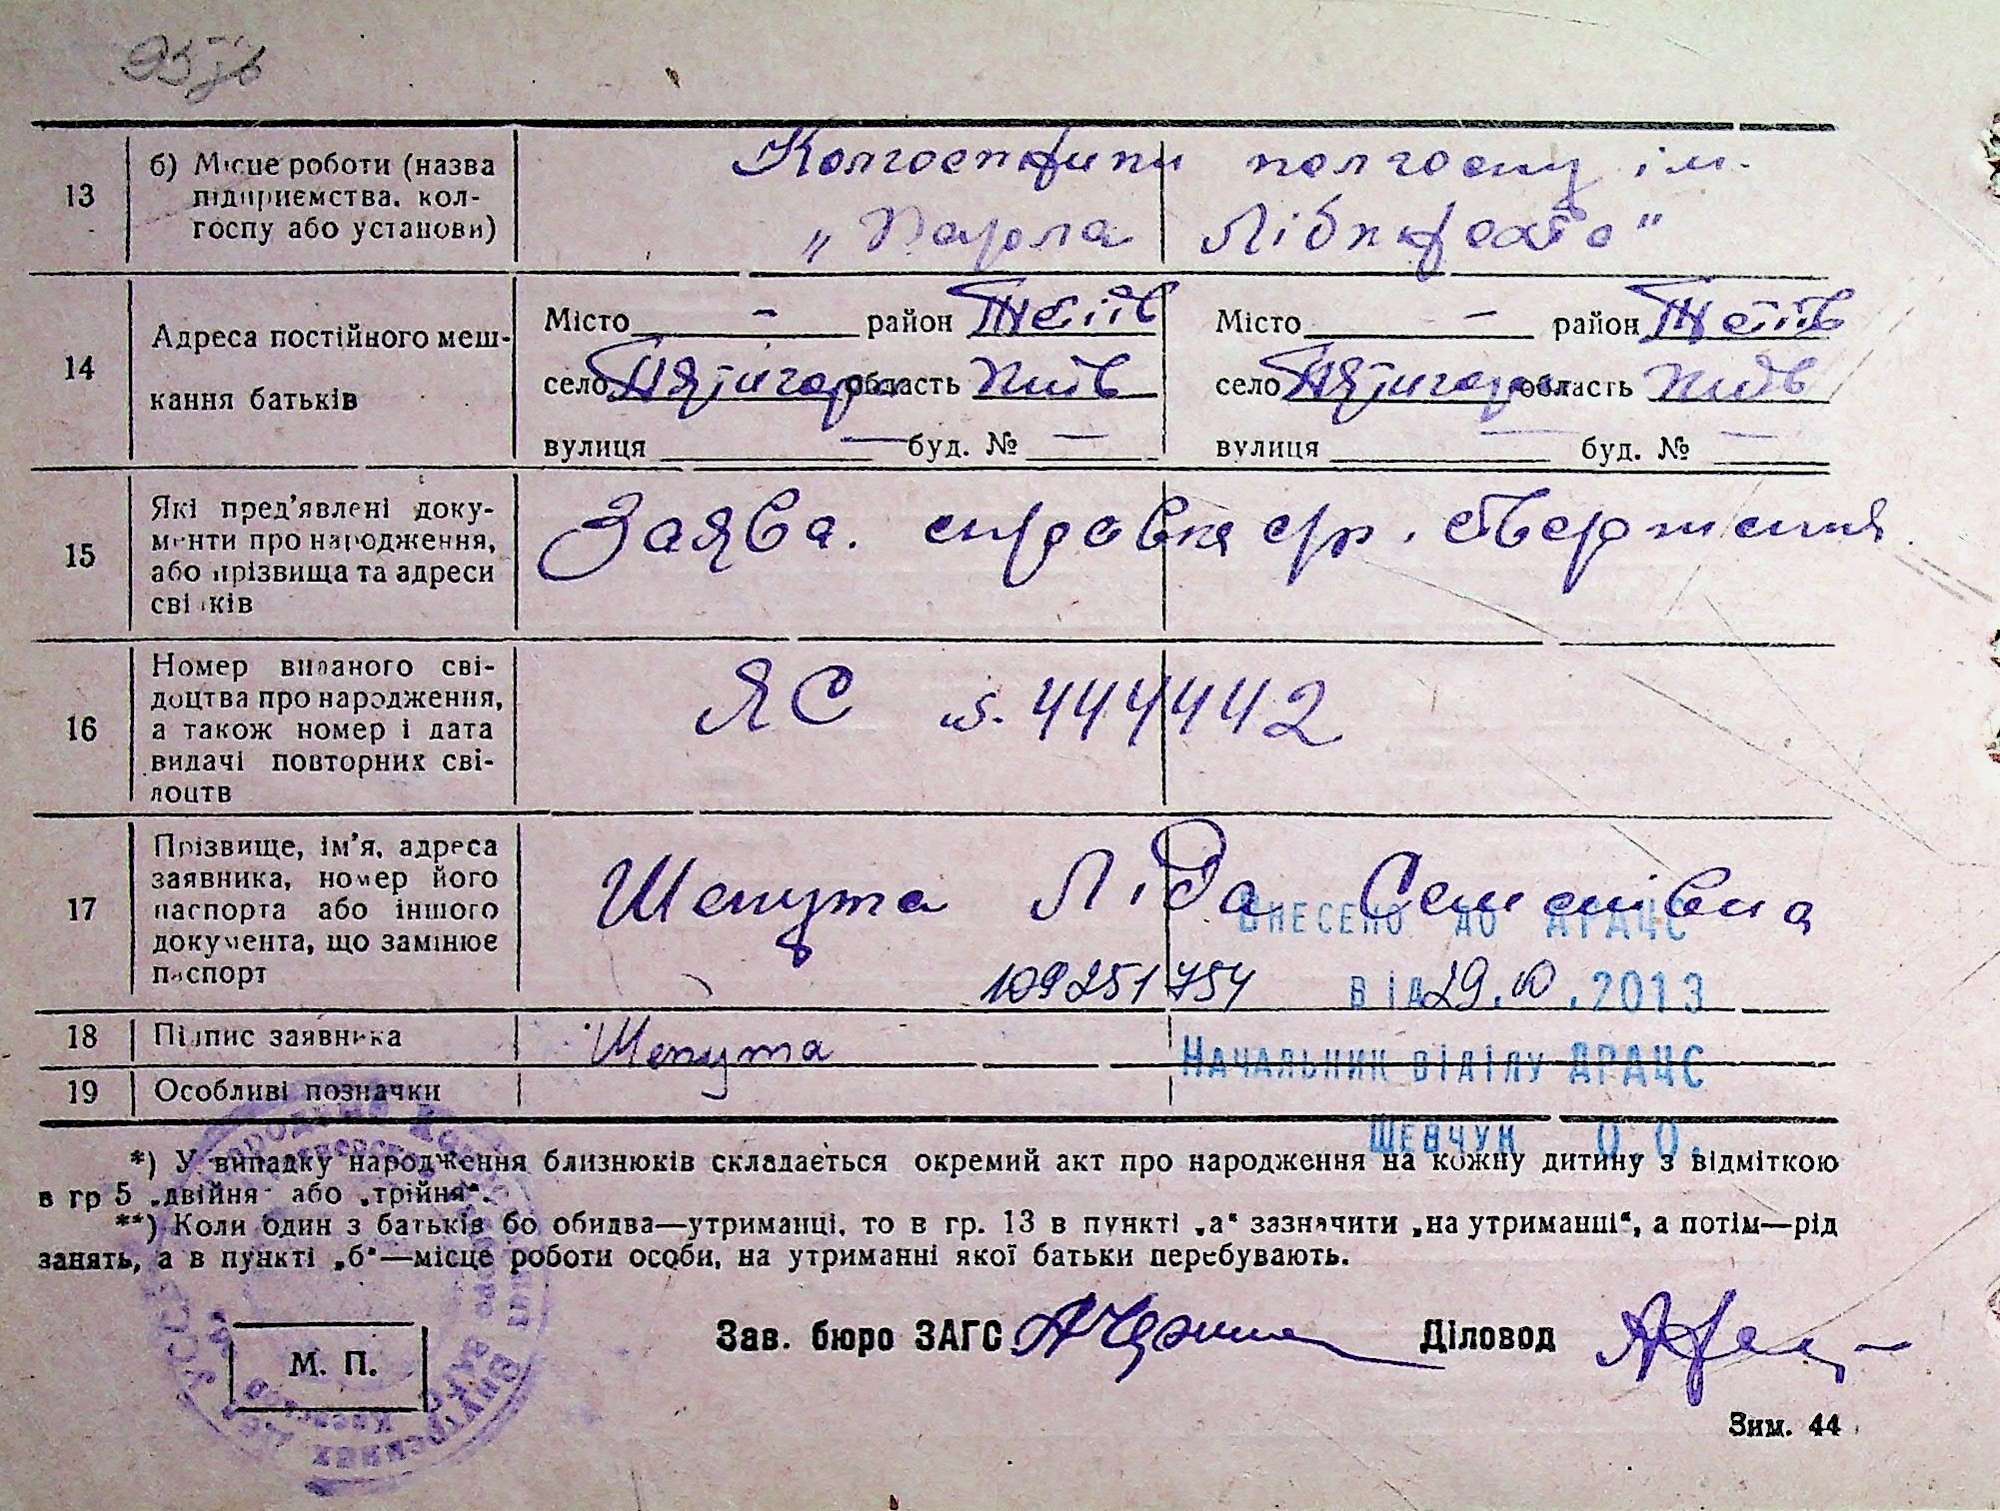 13 б) Місце роботи (назва підприємства, колгоспу або установи) Колгоспники колгоспу ім.
„Карла Лібкнехта"
14 Адреса постійного мешкання батьків
Місто — район Тетіїв Місто — район Тетіїв
село П'ятигори область Київ село П'ятигори область Київ
вулиця — буд. № — вулиця — буд. № —
15 Які пред'явлені документи про народження, або прізвища та адреси свідків Заява. справка ср. ствержения
16 Номер виданого свідоцтва про народження, а також номер і дата видачі повторних свідоцтв ЯС 444442
17 Прізвище, ім'я, адреса заявника, номер його паспорта або іншого документа, що замінює паспорт Шепута Ліда Семенівна
Внесено до ДРАЦС
109251754 від 29.10.2013
18 Підпис заявника Шепута
Начальник відділу ДРАЦС
19 Особливі позначки
Шевчук О.О.
*) У випадку народження близнюків складається окремий акт про народження на кожну дитину з відміткою
в гр 5 „двійня" або „трійня".
**) Коли один з батьків бо обидва—утриманці, то в гр. 13 в пункті „а" зазначити „на утриманні", а потім—рід
занять, а в пункті „б"—місце роботи особи, на утриманні якої батьки перебувають.
Зав. бюро ЗАГС Діловод
М. П.
Зим. 44